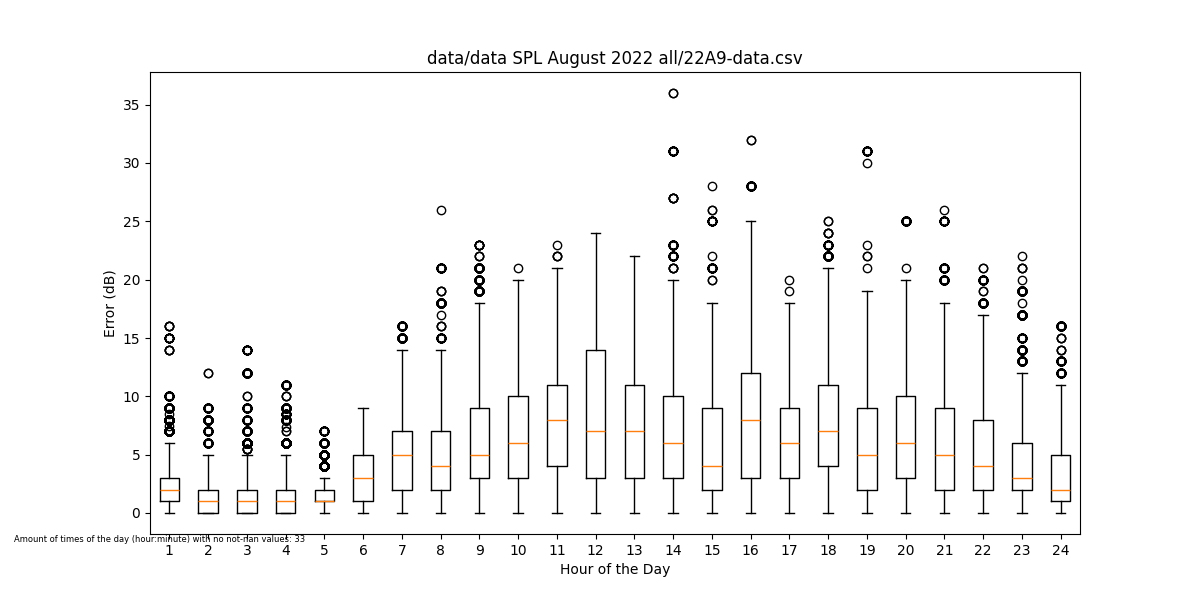 data/data SPL August 2022 all/22A9-data.csv
35
30
25
20
15
10
5
0
Error (dB)
Amount of times of the day (hour:minute) with no not-nan values: 33
1 2 3 4 5 6 7 8 9 10 11 12 13 14 15 16 17 18 19 20 21 22 23 24
Hour of the Day